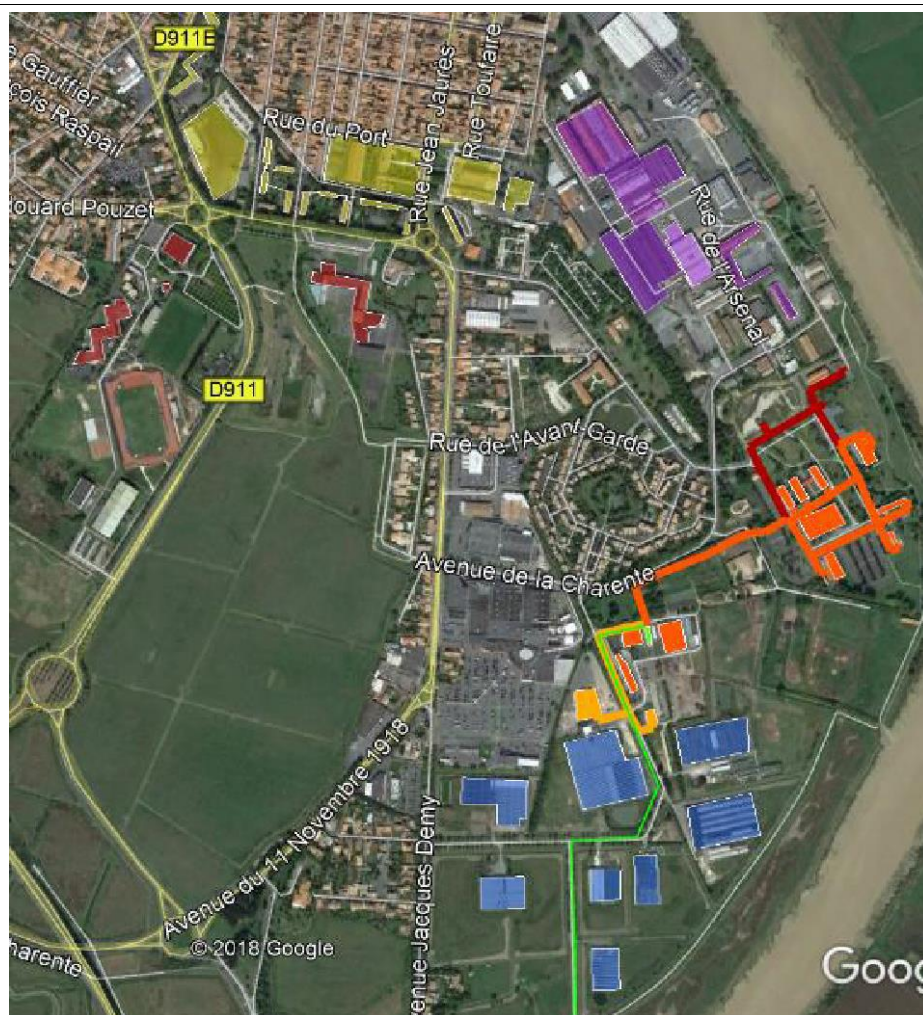 D911E
Gauffier
çois Raspail
Rue du Port
Rue Jean Jaurès
Rue Toufaire
douard Pouzet
Rue de l'Arsenal
D911
Rue de l'Avant-Garde
Avenue de la Charente
Avenue du 11 Novembre 1918
venue Jacques Demy
© 2018 Google
harente
Goog